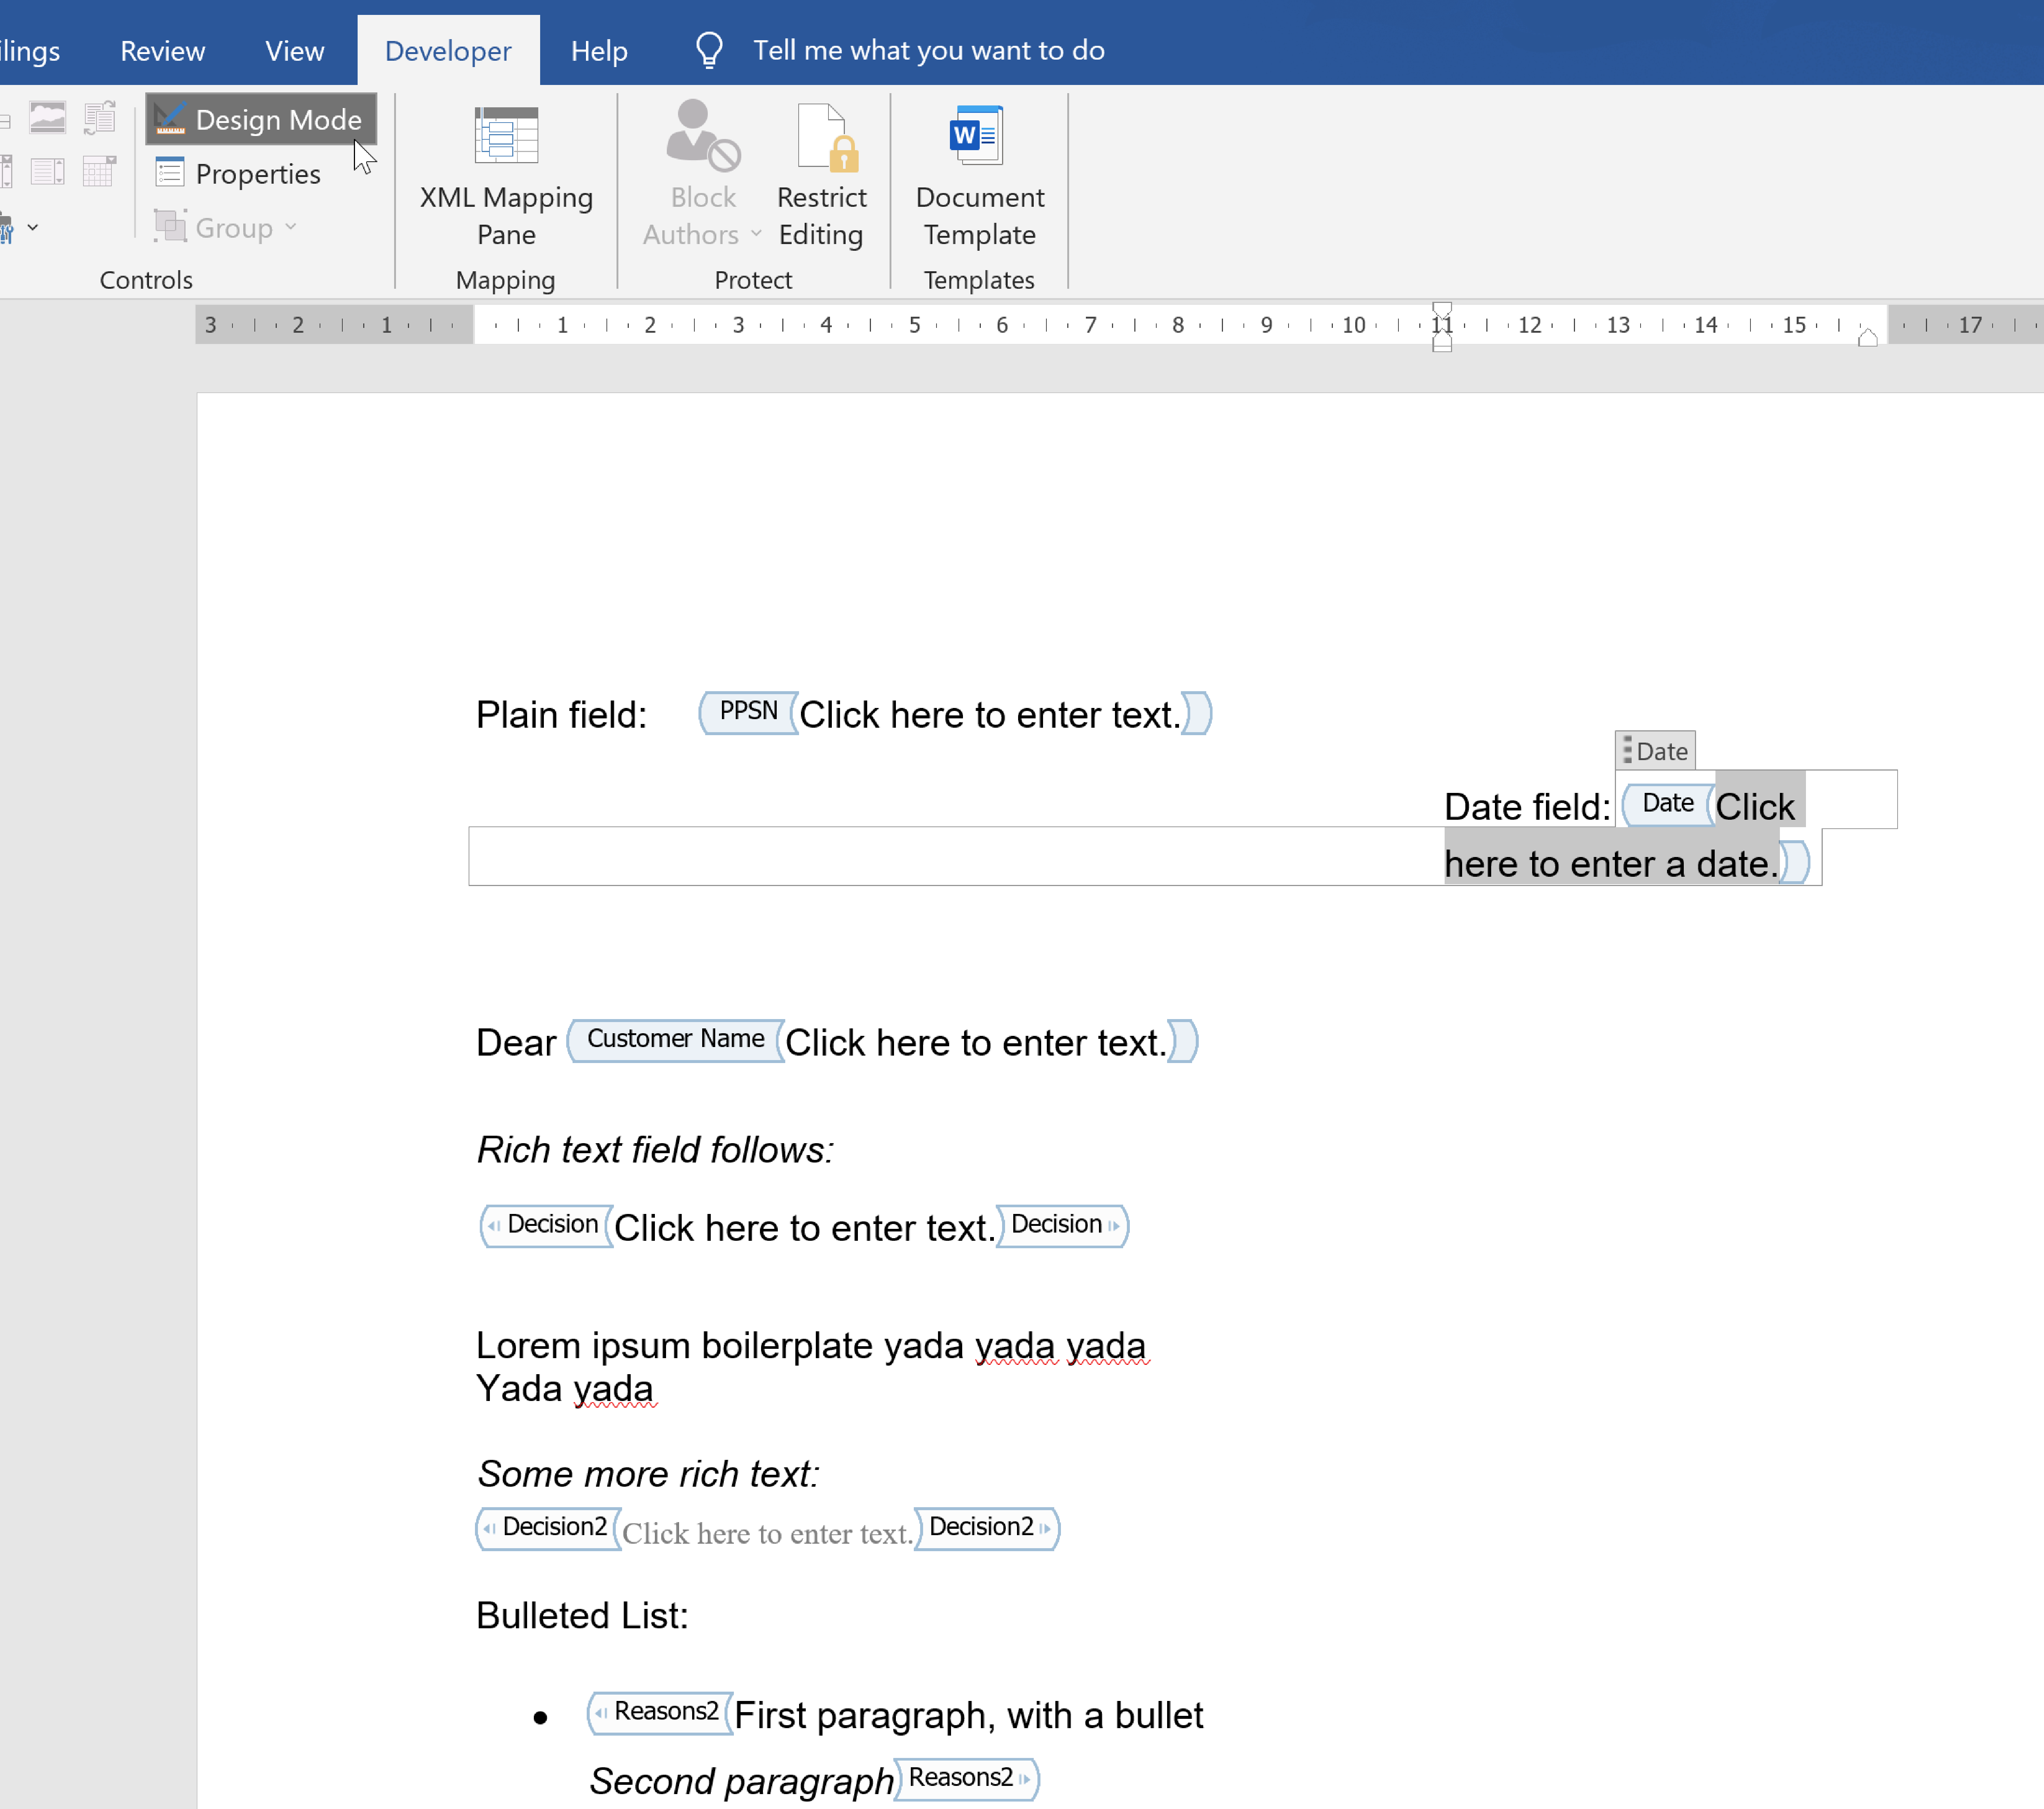 ilings Review View Developer Help Tell me what you want to do
Design Mode
Properties
Group
XML Mapping
Pane
Block
Authors
Restrict
Editing
Document
Template
Controls Mapping Protect Templates
3 2 1 1 2 3 4 5 6 7 8 9 10 11 12 13 14 15 17
Plain field: PPSN Click here to enter text.
Date
Date field: Date Click
here to enter a date.
Dear Customer Name Click here to enter text.
Rich text field follows:
Decision Click here to enter text. Decision
Lorem ipsum boilerplate yada yada yada
Yada yada
Some more rich text:
Decision2 Click here to enter text. Decision2
Bulleted List:
• Reasons2 First paragraph, with a bullet
Second paragraph Reasons2